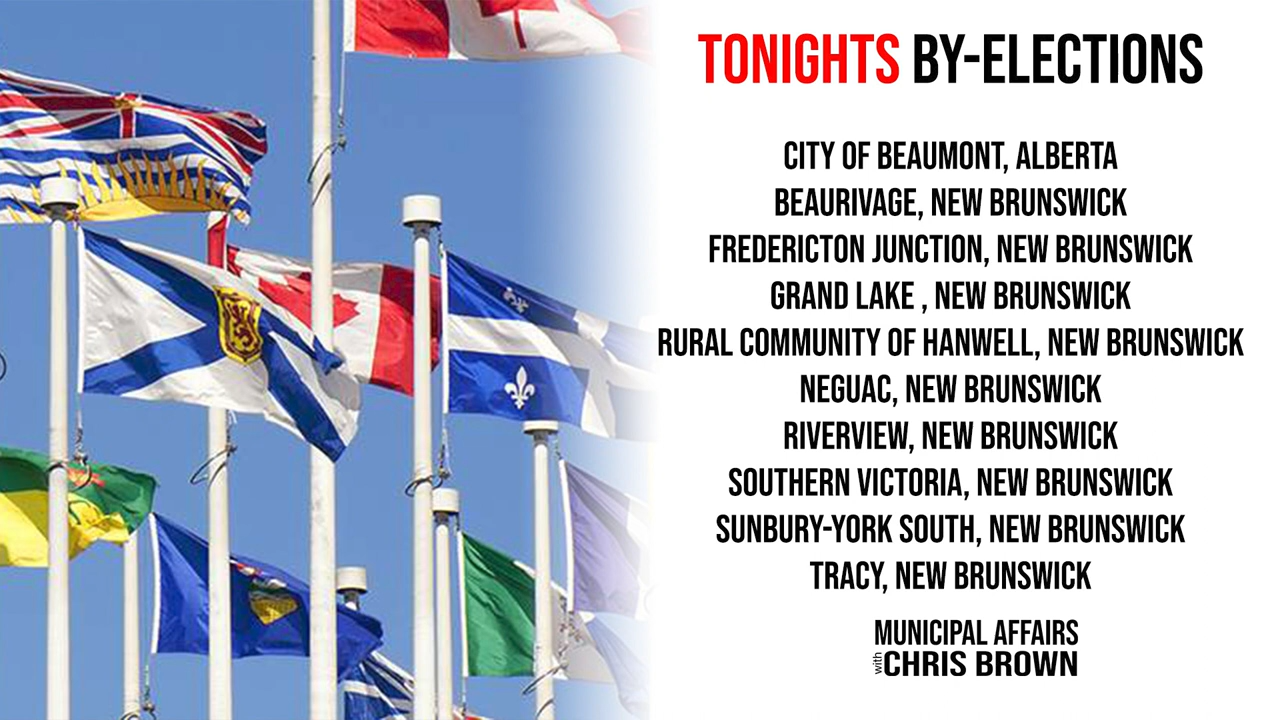 TONIGHTS BY-ELECTIONS
CITY OF BEAUMONT, ALBERTA
BEAURIVAGE, NEW BRUNSWICK
FREDERICTON JUNCTION, NEW BRUNSWICK
GRAND LAKE , NEW BRUNSWICK
RURAL COMMUNITY OF HANWELL, NEW BRUNSWICK
NEGUAC, NEW BRUNSWICK
RIVERVIEW, NEW BRUNSWICK
SOUTHERN VICTORIA, NEW BRUNSWICK
SUNBURY-YORK SOUTH, NEW BRUNSWICK
TRACY, NEW BRUNSWICK
MUNICIPAL AFFAIRS
with CHRIS BROWN